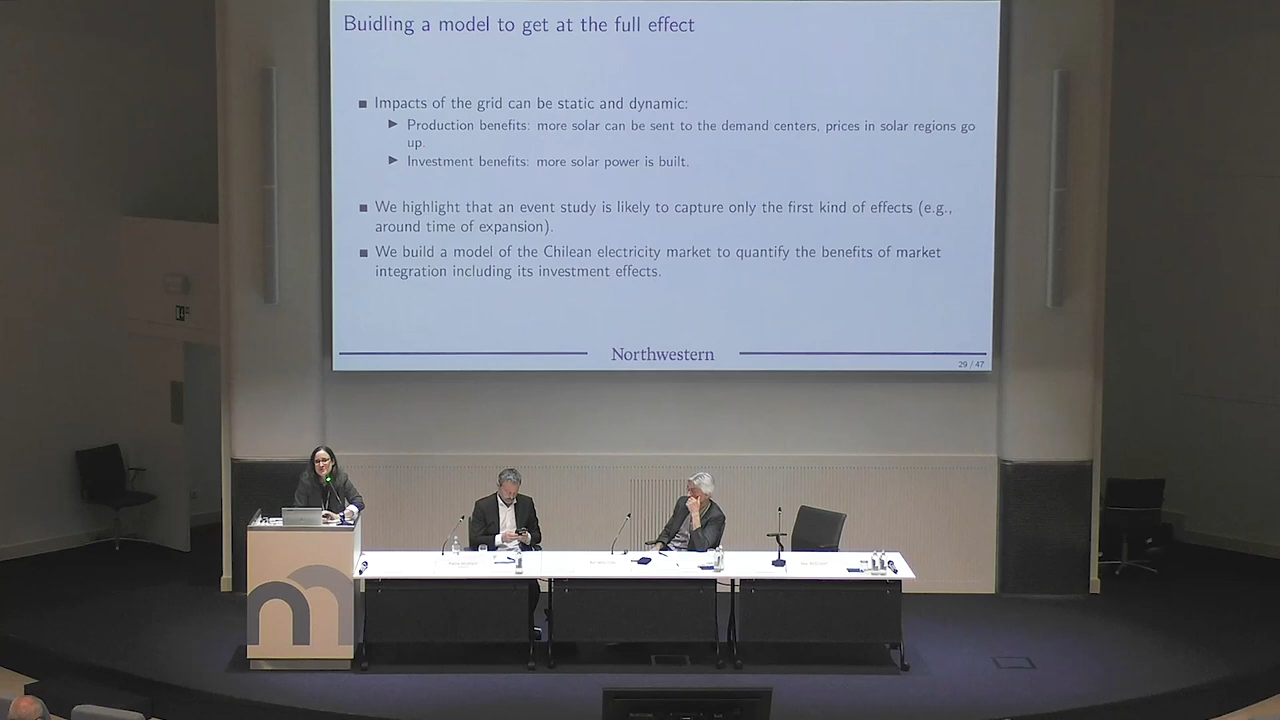 Buidling a model to get at the full effect
Impacts of the grid can be static and dynamic:
Production benefits: more solar can be sent to the demand centers, prices in solar regions go
up.
Investment benefits: more solar power is built.
We highlight that an event study is likely to capture only the first kind of effects (e.g.,
around time of expansion).
We build a model of the Chilean electricity market to quantify the benefits of market
integration including its investment effects.
Northwestern
29 / 47